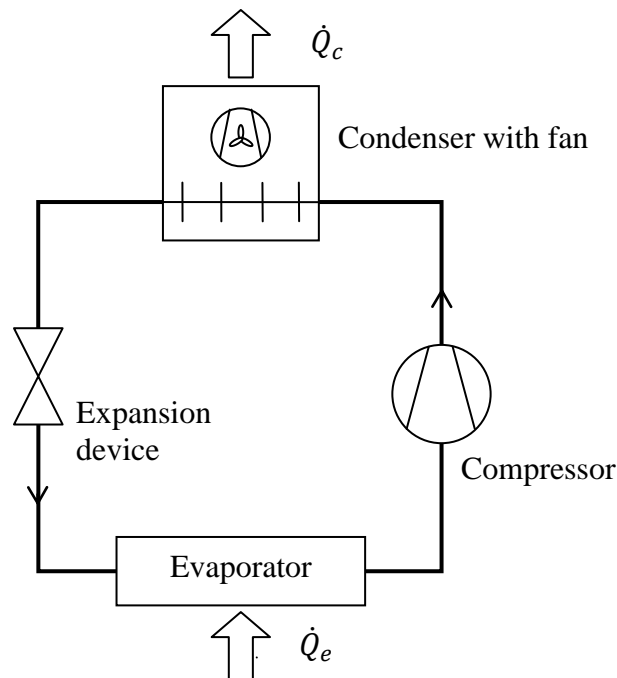 Q̇c
Condenser with fan
Expansion
device
Compressor
Evaporator
Q̇e